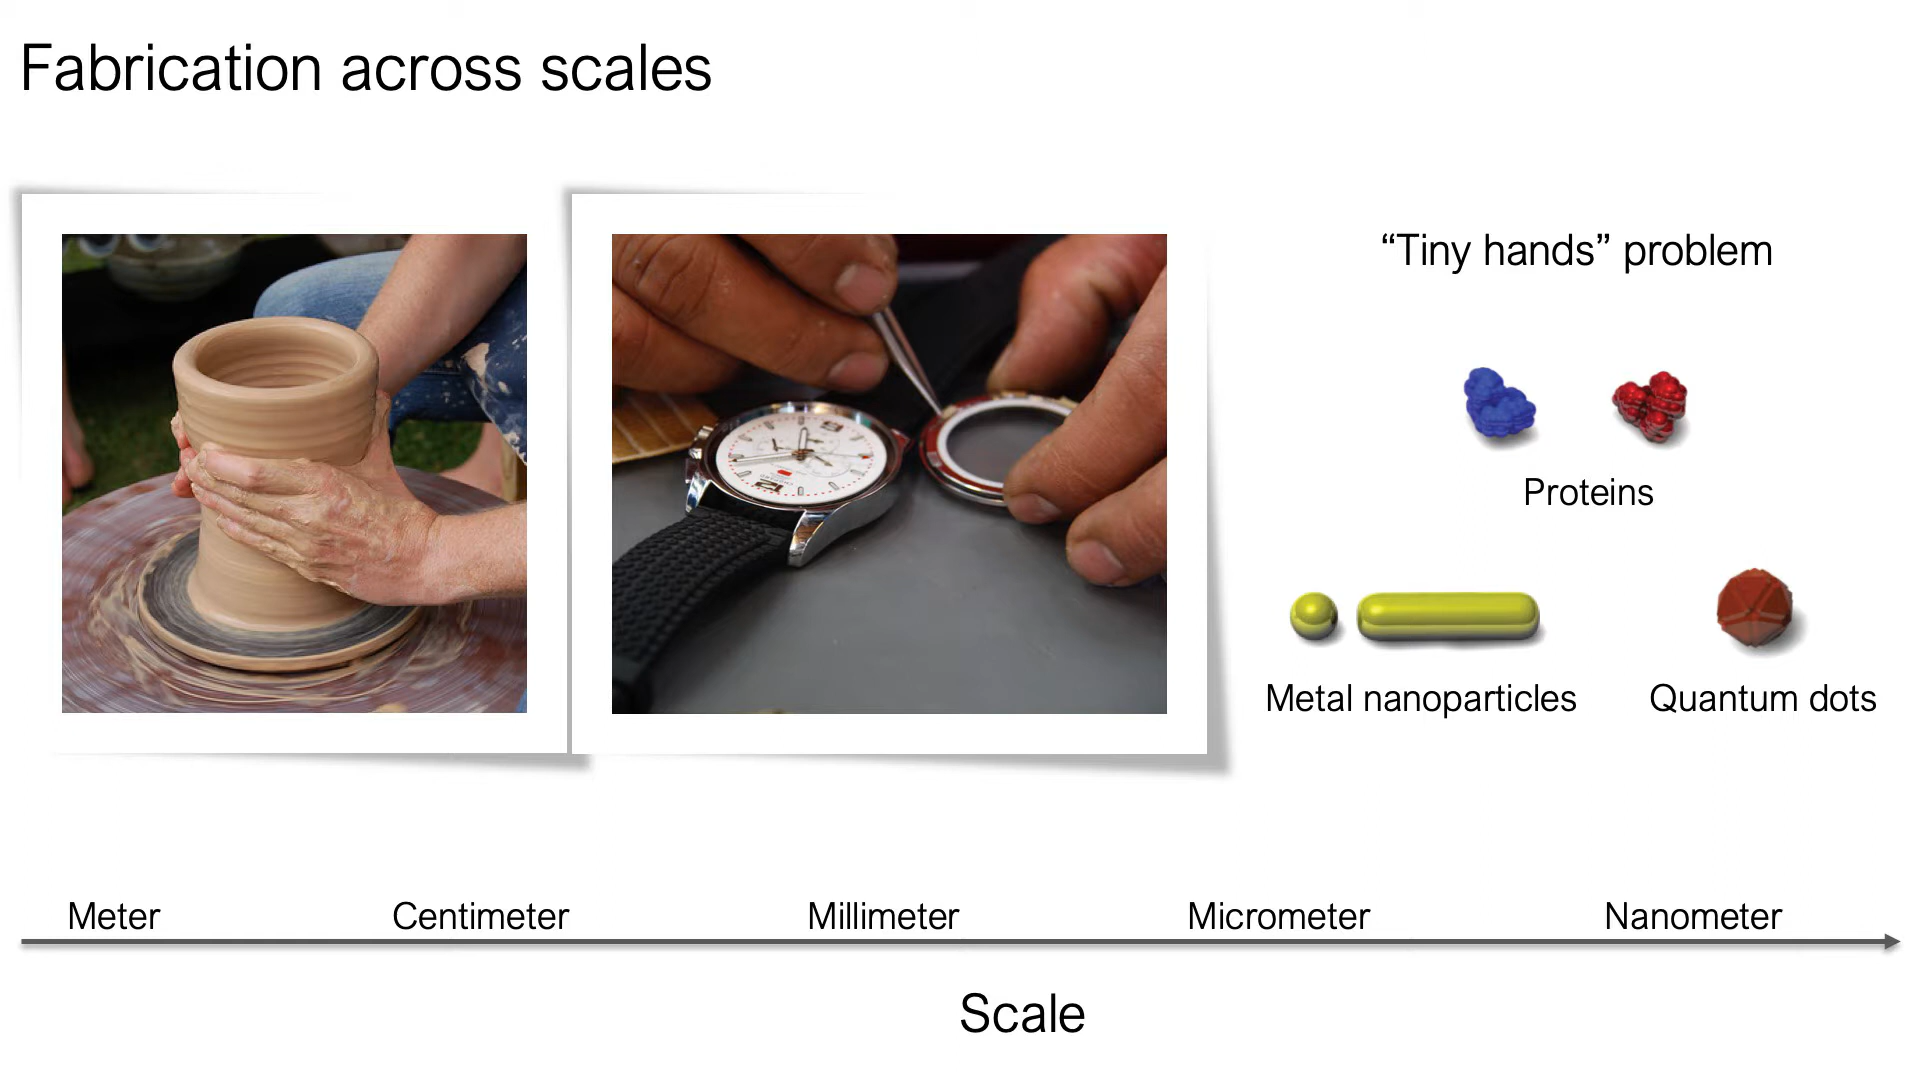 Fabrication across scales
“Tiny hands” problem
Proteins
Metal nanoparticles
Quantum dots
Meter
Centimeter
Millimeter
Micrometer
Nanometer
Scale